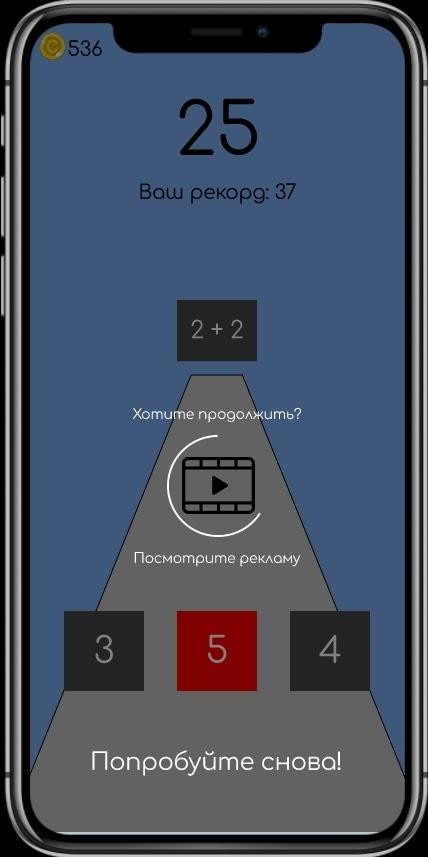 536
25
Ваш рекорд: 37
2 + 2
Хотите продолжить?
Посмотрите рекламу
3 5 4
Попробуйте снова!